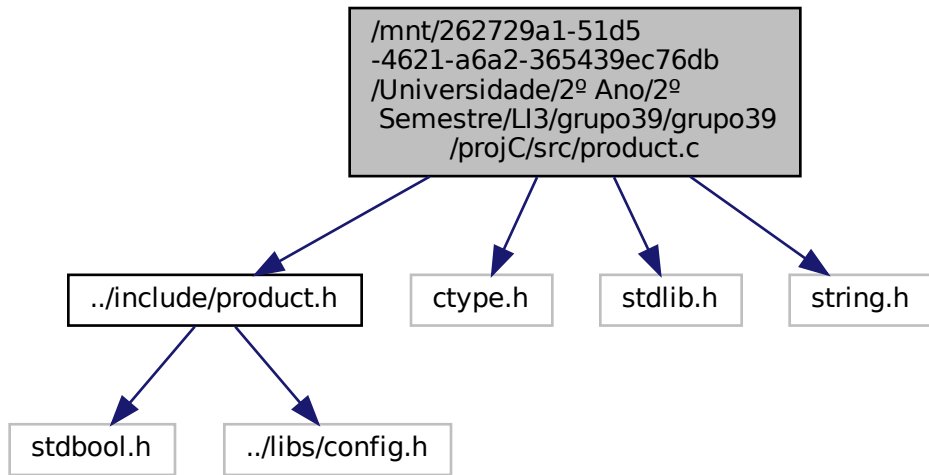 /mnt/262729a1-51d5
-4621-a6a2-365439ec76db
/Universidade/2º Ano/2º
Semestre/LI3/grupo39/grupo39
/projC/src/product.c
../include/product.h
ctype.h
stdlib.h
string.h
stdbool.h
../libs/config.h